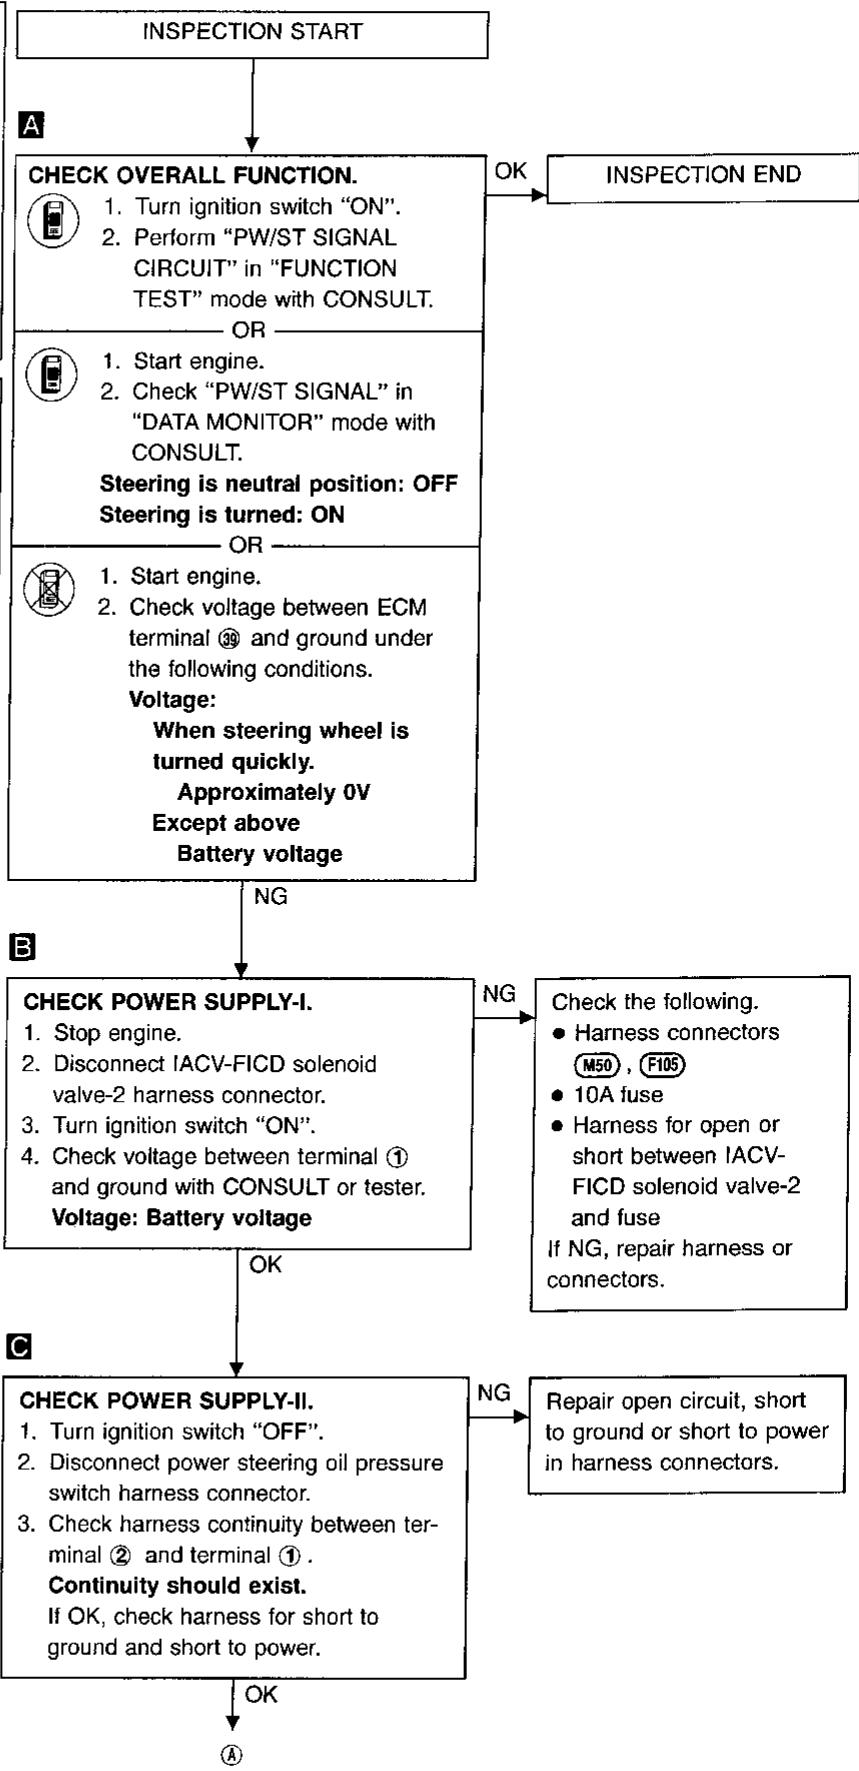 INSPECTION START
A
CHECK OVERALL FUNCTION.
1. Turn ignition switch “ON”.
2. Perform “PW/ST SIGNAL
CIRCUIT” in “FUNCTION
TEST” mode with CONSULT.
OR
1. Start engine.
2. Check “PW/ST SIGNAL” in
“DATA MONITOR” mode with
CONSULT.
Steering is neutral position: OFF
Steering is turned: ON
OR
1. Start engine.
2. Check voltage between ECM
terminal ㊴ and ground under
the following conditions.
Voltage:
When steering wheel is
turned quickly.
Approximately 0V
Except above
Battery voltage
OK
INSPECTION END
NG
B
CHECK POWER SUPPLY-I.
1. Stop engine.
2. Disconnect IACV-FICD solenoid
valve-2 harness connector.
3. Turn ignition switch “ON”.
4. Check voltage between terminal ①
and ground with CONSULT or tester.
Voltage: Battery voltage
NG
Check the following.
● Harness connectors
M50, F105
● 10A fuse
● Harness for open or
short between IACV-
FICD solenoid valve-2
and fuse
If NG, repair harness or
connectors.
OK
C
CHECK POWER SUPPLY-II.
1. Turn ignition switch “OFF”.
2. Disconnect power steering oil pressure
switch harness connector.
3. Check harness continuity between ter-
minal ② and terminal ①.
Continuity should exist.
If OK, check harness for short to
ground and short to power.
NG
Repair open circuit, short
to ground or short to power
in harness connectors.
OK
Ⓐ